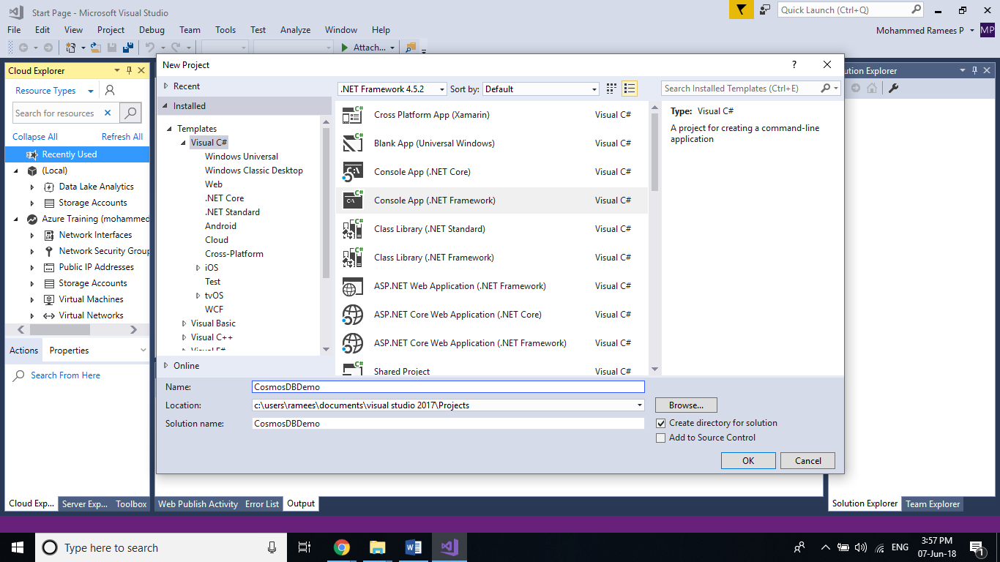 Start Page - Microsoft Visual Studio
Quick Launch (Ctrl+Q)
File Edit View Project Debug Team Tools Test Analyze Window Help
Mohammed Ramees P MP
Attach...
Cloud Explorer
Resource Types
Search for resources
Collapse All Refresh All
Recently Used
(Local)
Data Lake Analytics
Storage Accounts
Azure Training (mohammed
Network Interfaces
Network Security Group
Public IP Addresses
Storage Accounts
Virtual Machines
Virtual Networks
Actions Properties
Search From Here
Cloud Exp... Server Exp... Toolbox
New Project
?
Recent
Installed
Templates
Visual C#
Windows Universal
Windows Classic Desktop
Web
.NET Core
.NET Standard
Android
Cloud
Cross-Platform
iOS
Test
tvOS
WCF
Visual Basic
Visual C++
Visual F#
Online
.NET Framework 4.5.2 Sort by: Default
Search Installed Templates (Ctrl+E)
Cross Platform App (Xamarin) Visual C#
Blank App (Universal Windows) Visual C#
Console App (.NET Core) Visual C#
Console App (.NET Framework) Visual C#
Class Library (.NET Standard) Visual C#
Class Library (.NET Framework) Visual C#
ASP.NET Web Application (.NET Framework) Visual C#
ASP.NET Core Web Application (.NET Core) Visual C#
ASP.NET Core Web Application (.NET Framework) Visual C#
Shared Project Visual C#
Type: Visual C#
A project for creating a command-line
application
Name: CosmosDBDemo
Location: c:\users\ramees\documents\visual studio 2017\Projects
Browse...
Solution name: CosmosDBDemo
Create directory for solution
Add to Source Control
OK Cancel
ution Explorer
Web Publish Activity Error List Output
Solution Explorer Team Explorer
Type here to search
ENG
3:57 PM
07-Jun-18
1